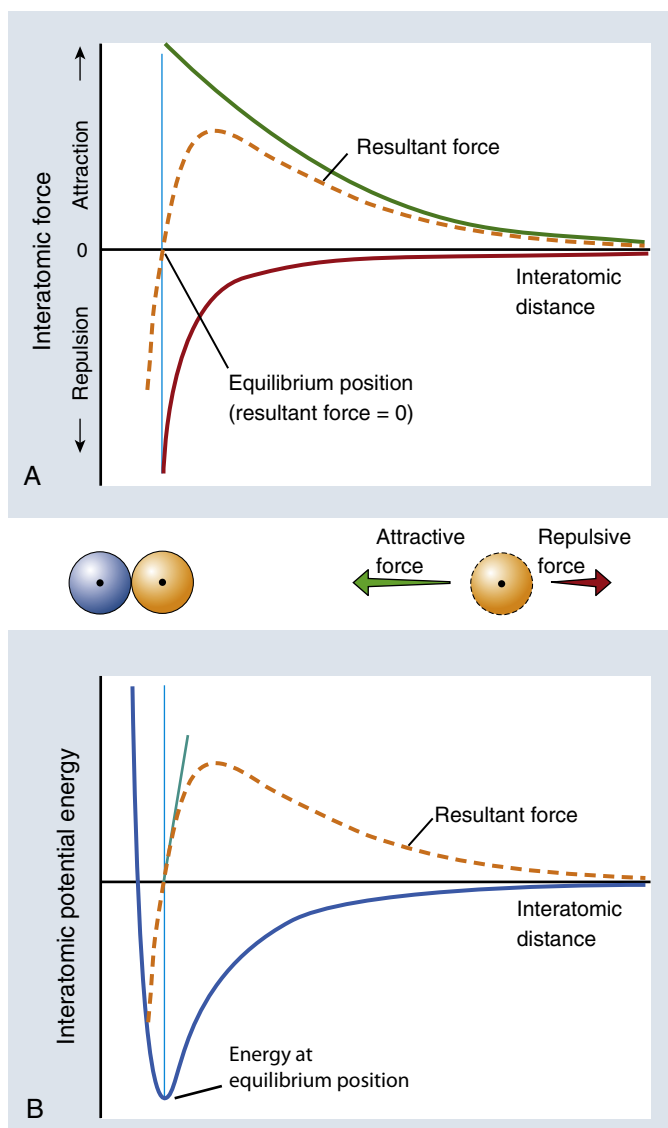 Interatomic force
Attraction
0
Repulsion
Resultant force
Interatomic
distance
Equilibrium position
(resultant force = 0)
A
Attractive
force
Repulsive
force
Interatomic potential energy
Resultant force
Interatomic
distance
Energy at
equilibrium position
B